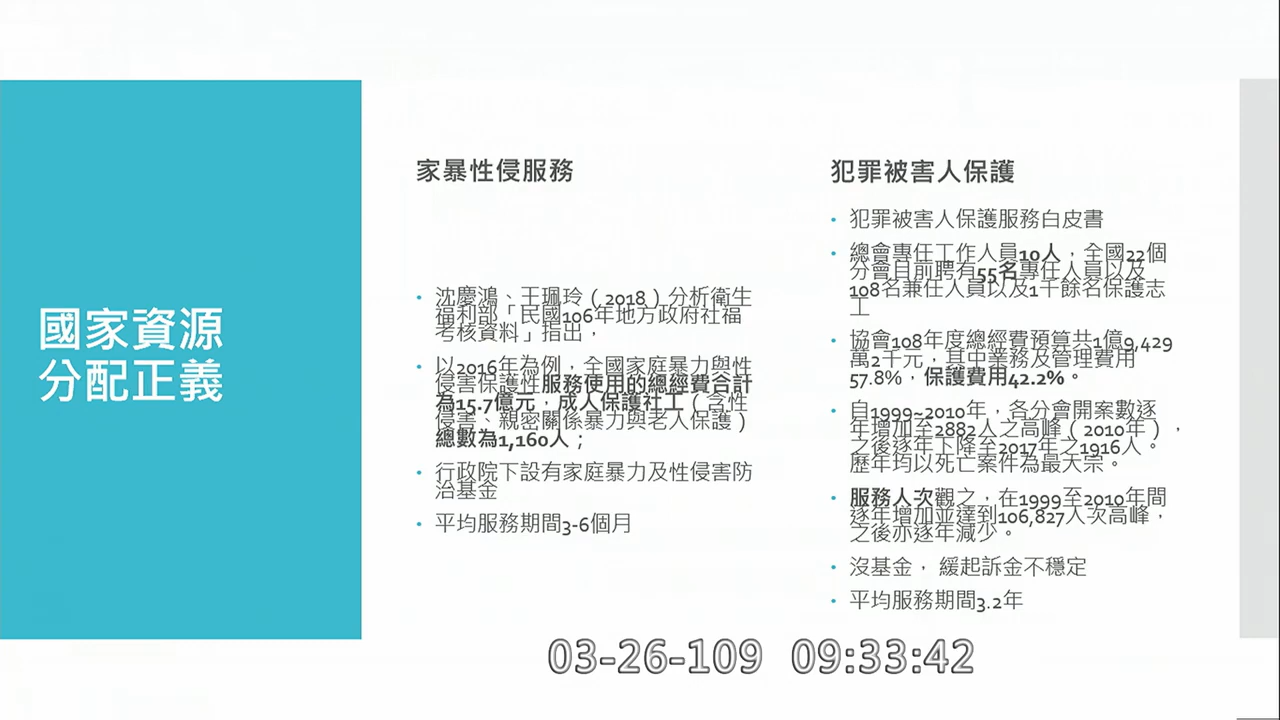 國家資源
分配正義
家暴性侵服務
沈慶鴻、王珮玲（2018）分析衛生
福利部「民國106年地方政府社福
考核資料」指出，
以2016年為例，全國家庭暴力與性
侵害保護性服務使用的總經費合計
為15.7億元，成人保護社工（含性
侵害、親密關係暴力與老人保護）
總數為1,160人；
行政院下設有家庭暴力及性侵害防
治基金
平均服務期間3-6個月
犯罪被害人保護
犯罪被害人保護服務白皮書
總會專任工作人員10人，全國22個
分會目前聘有55名專任人員以及
108名兼任人員以及1千餘名保護志
工
協會108年度總經費預算共1億9,429
萬2千元，其中業務及管理費用
57.8%，保護費用42.2%。
自1999~2010年，各分會開案數逐
年增加至2882人之高峰（2010年），
之後逐年下降至2017年之1916人。
歷年均以死亡案件為最大宗。
服務人次觀之，在1999至2010年間
逐年增加並達到106,827人次高峰，
之後亦逐年減少。
沒基金， 緩起訴金不穩定
平均服務期間3.2年
03-26-109 09:33:42